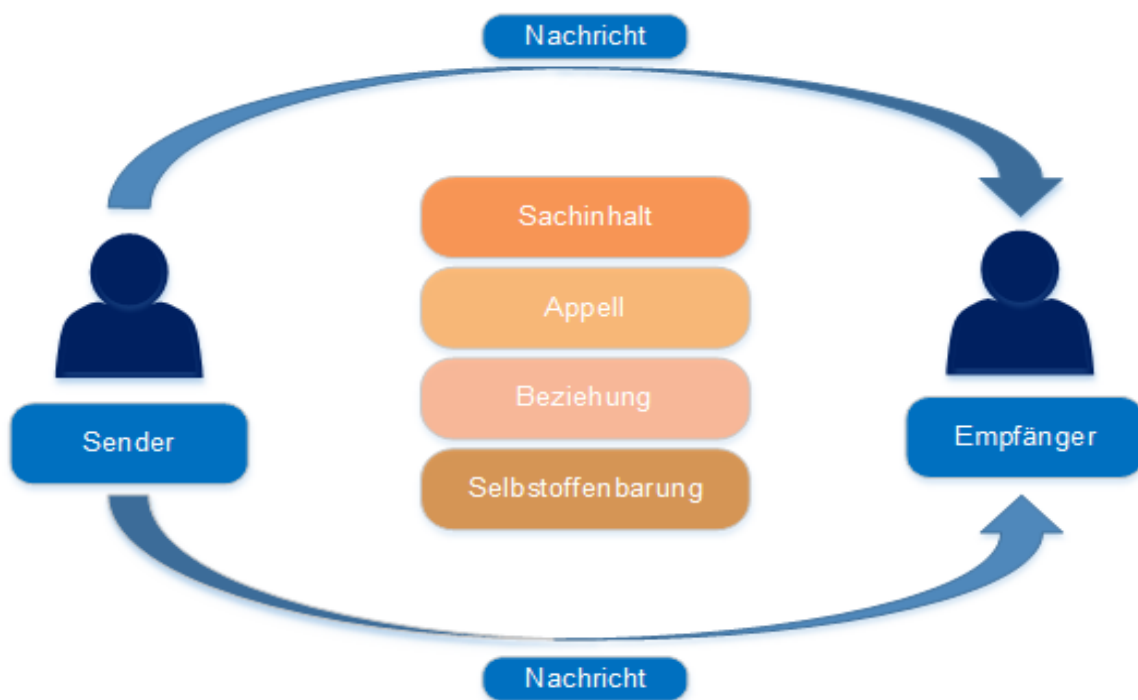 Nachricht
Sachinhalt
Appell
Beziehung
Selbstoffenbarung
Sender
Empfänger
Nachricht